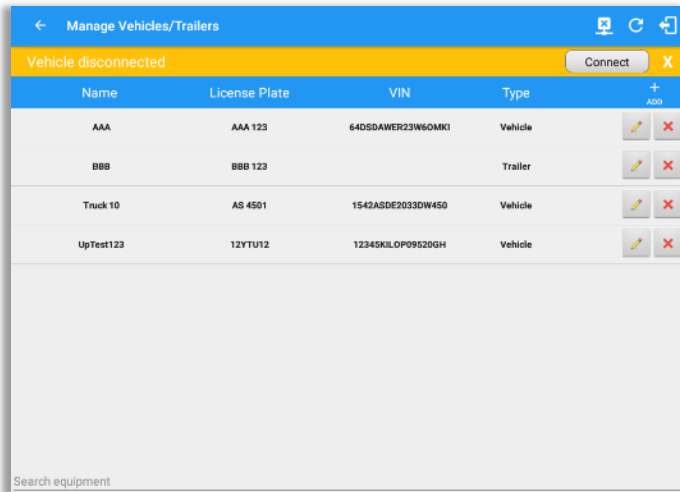 Manage Vehicles/Trailers
Vehicle disconnected Connect X
Name License Plate VIN Type ADD
AAA AAA 123 64DSDAWER23W6OMKI Vehicle
BBB BBB 123 Trailer
Truck 10 AS 4501 1542ASDE2033DW450 Vehicle
UpTest123 12YTU12 12345KILOP09520GH Vehicle
Search equipment